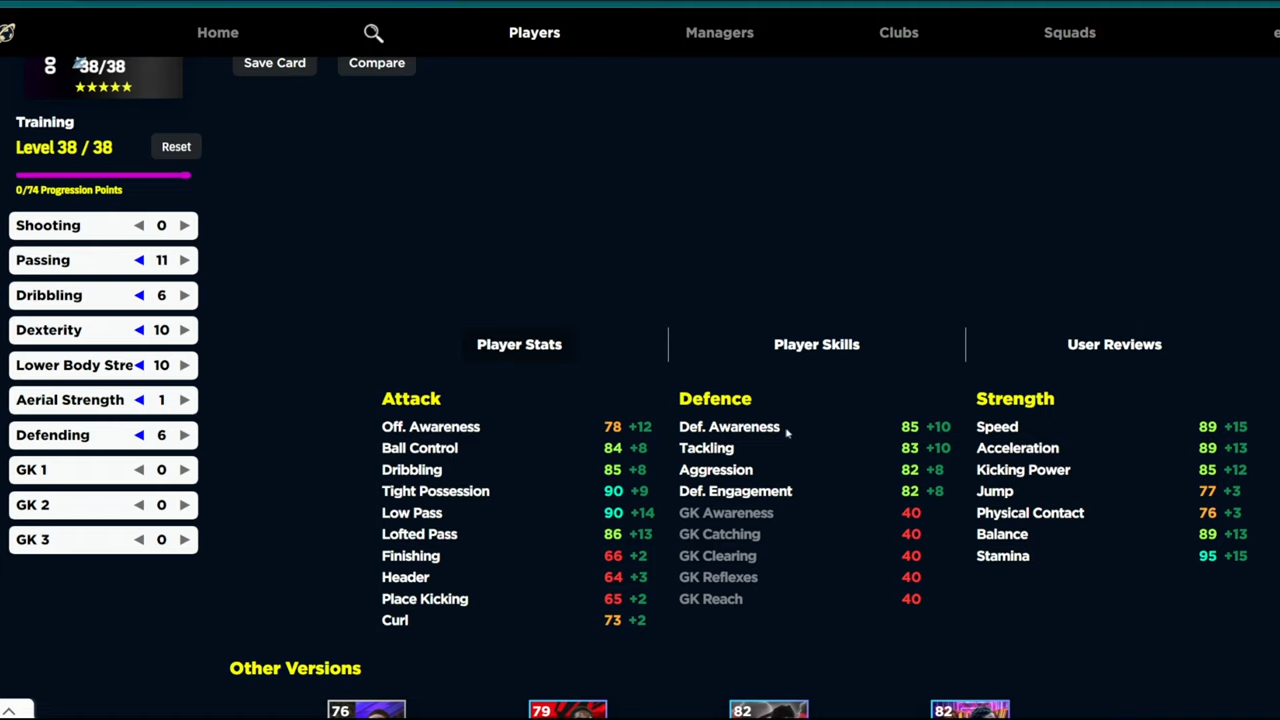 Home Players Managers Clubs Squads
38/38
★★★★★
Save Card Compare
Training
Level 38 / 38 Reset
0/74 Progression Points
Shooting 0
Passing 11
Dribbling 6
Dexterity 10
Lower Body Stre 10
Aerial Strength 1
Defending 6
GK 1 0
GK 2 0
GK 3 0
Player Stats Player Skills User Reviews
Attack
Off. Awareness 78 +12
Ball Control 84 +8
Dribbling 85 +8
Tight Possession 90 +9
Low Pass 90 +14
Lofted Pass 86 +13
Finishing 66 +2
Header 64 +3
Place Kicking 65 +2
Curl 73 +2
Defence
Def. Awareness 85 +10
Tackling 83 +10
Aggression 82 +8
Def. Engagement 82 +8
GK Awareness 40
GK Catching 40
GK Clearing 40
GK Reflexes 40
GK Reach 40
Strength
Speed 89 +15
Acceleration 89 +13
Kicking Power 85 +12
Jump 77 +3
Physical Contact 76 +3
Balance 89 +13
Stamina 95 +15
Other Versions
76 79 82 82